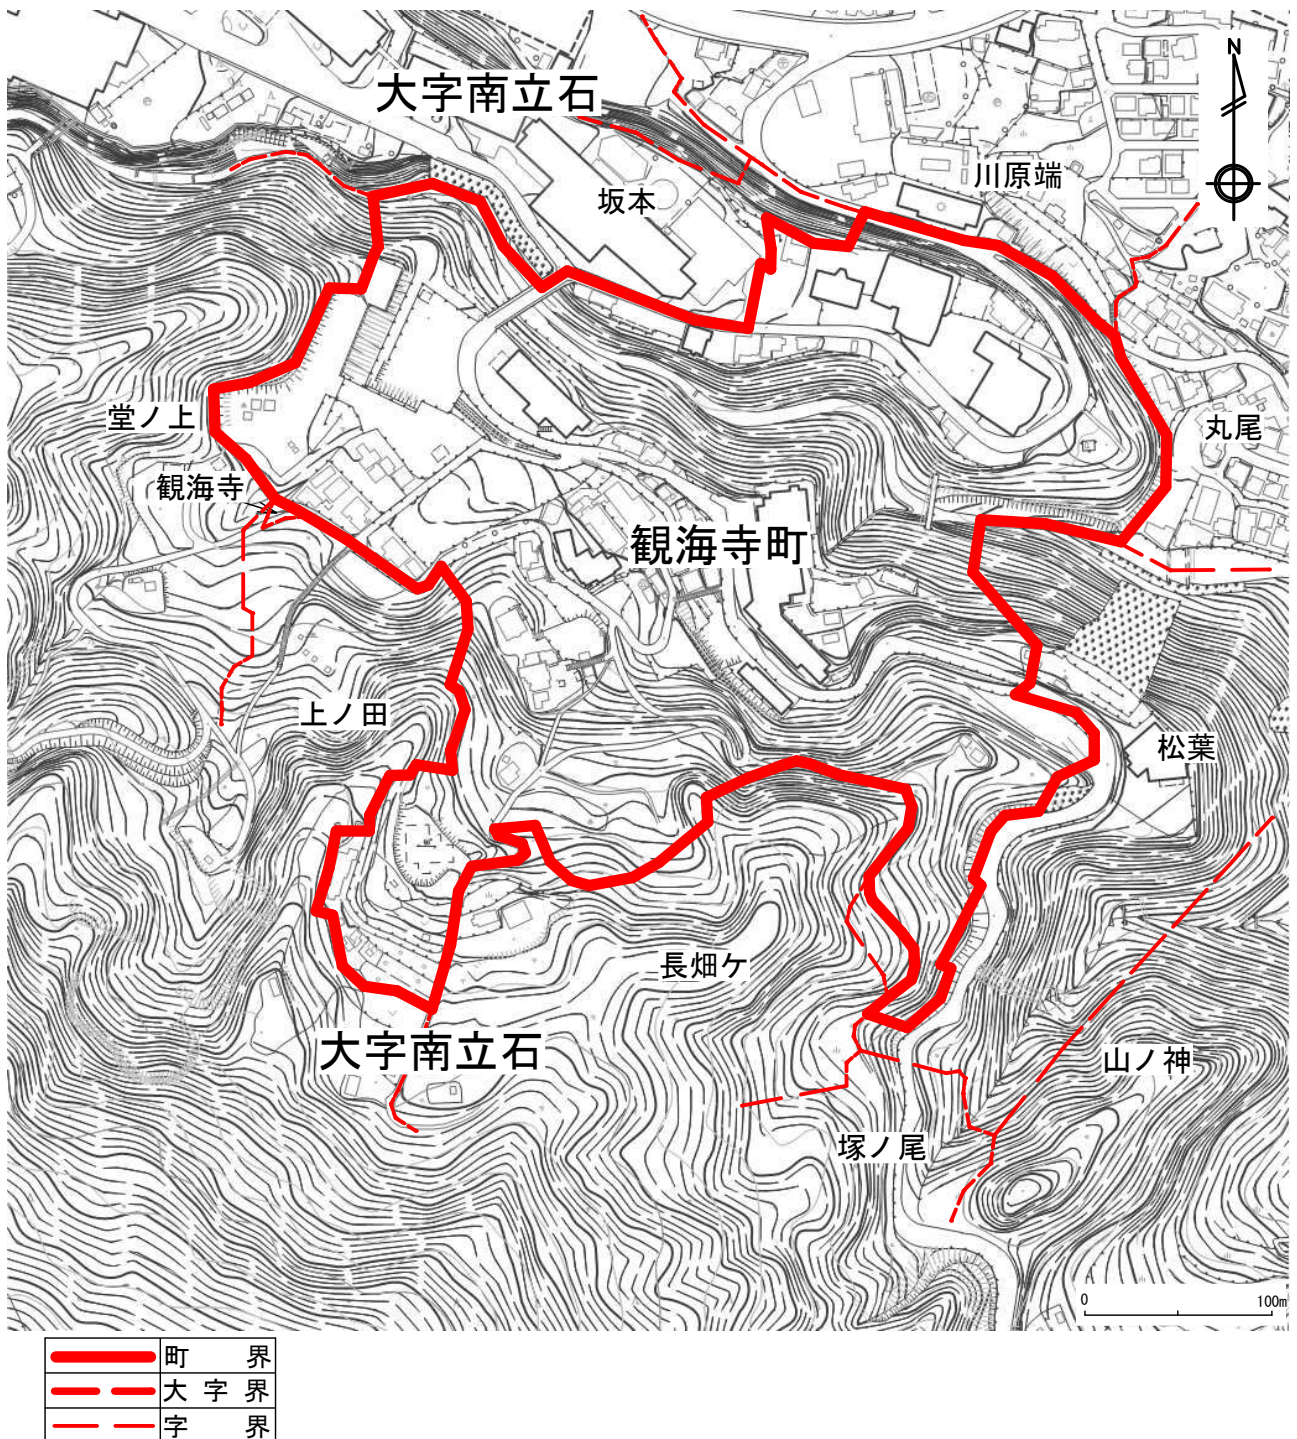 N
大字南立石
川原端
坂本
堂ノ上
丸尾
観海寺
観海寺町
上ノ田
松葉
長畑ケ
大字南立石
山ノ神
塚ノ尾
0 100m
町界
大字界
字界